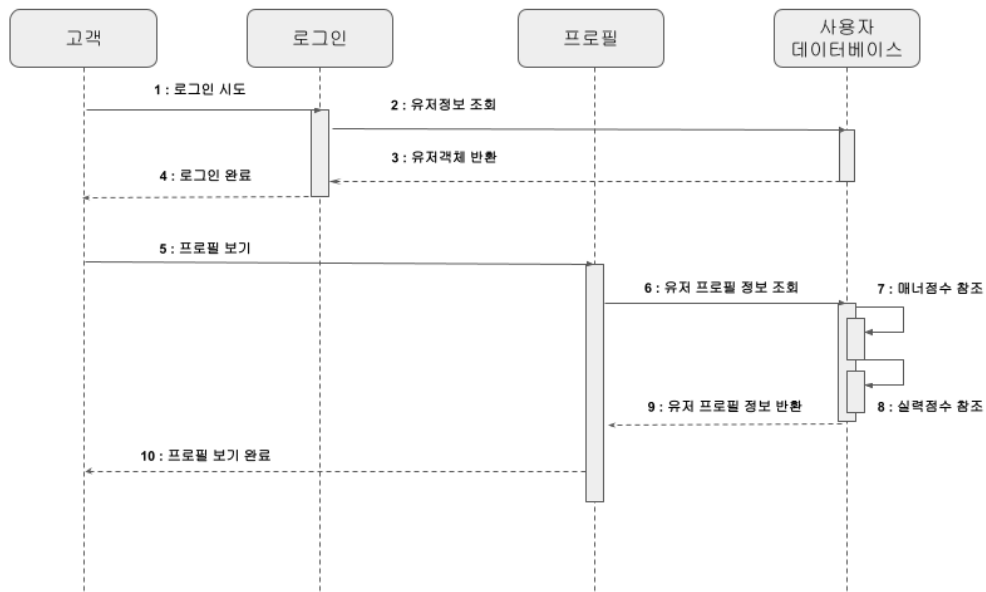 고객
로그인
프로필
사용자
데이터베이스
1 : 로그인 시도
2 : 유저정보 조회
3 : 유저객체 반환
4 : 로그인 완료
5 : 프로필 보기
6 : 유저 프로필 정보 조회
7 : 매너점수 참조
8 : 실력점수 참조
9 : 유저 프로필 정보 반환
10 : 프로필 보기 완료